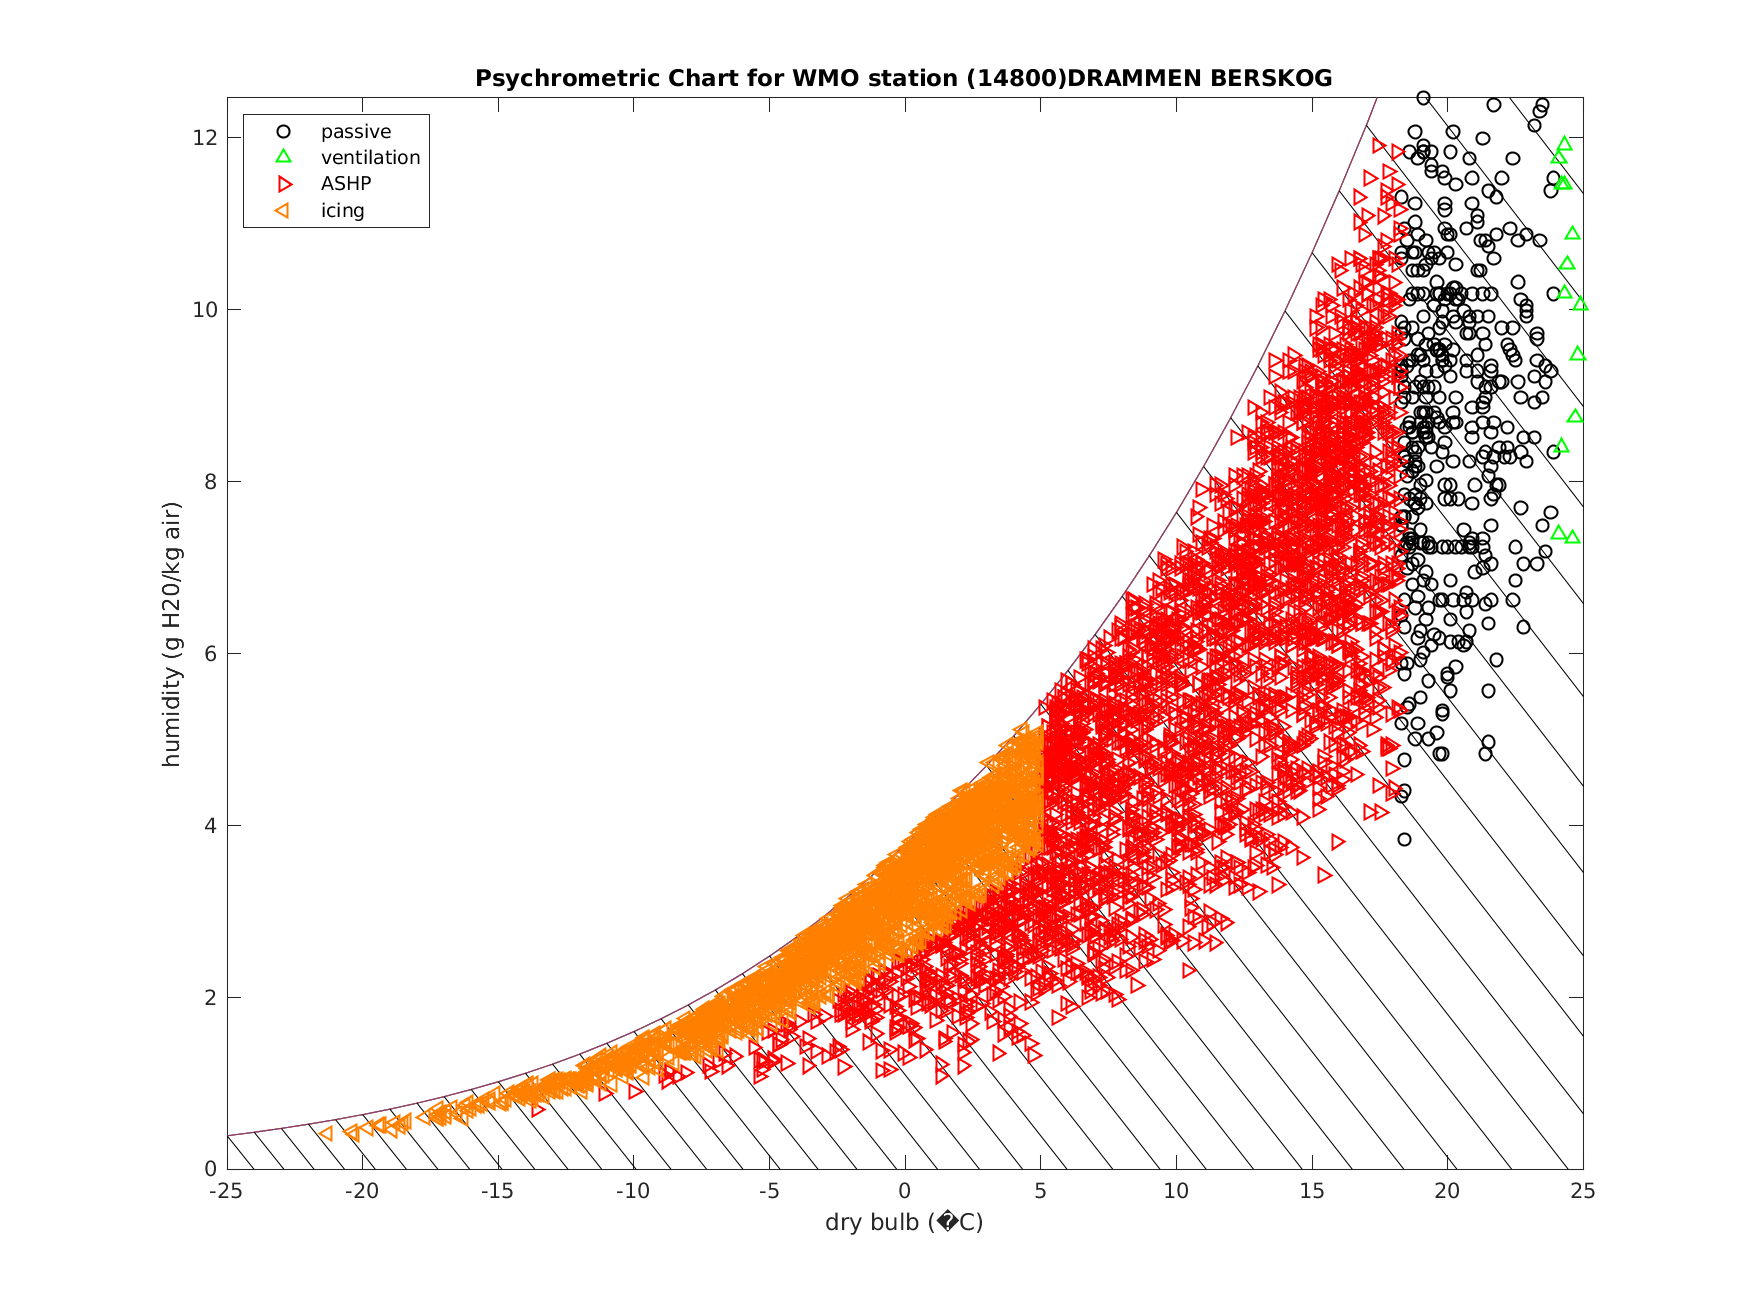 Psychrometric Chart for WMO station (14800)DRAMMEN BERSKOG
passive
ventilation
ASHP
icing
humidity (g H20/kg air)
12
10
8
6
4
2
0
-25 -20 -15 -10 -5 0 5 10 15 20 25
dry bulb (�C)